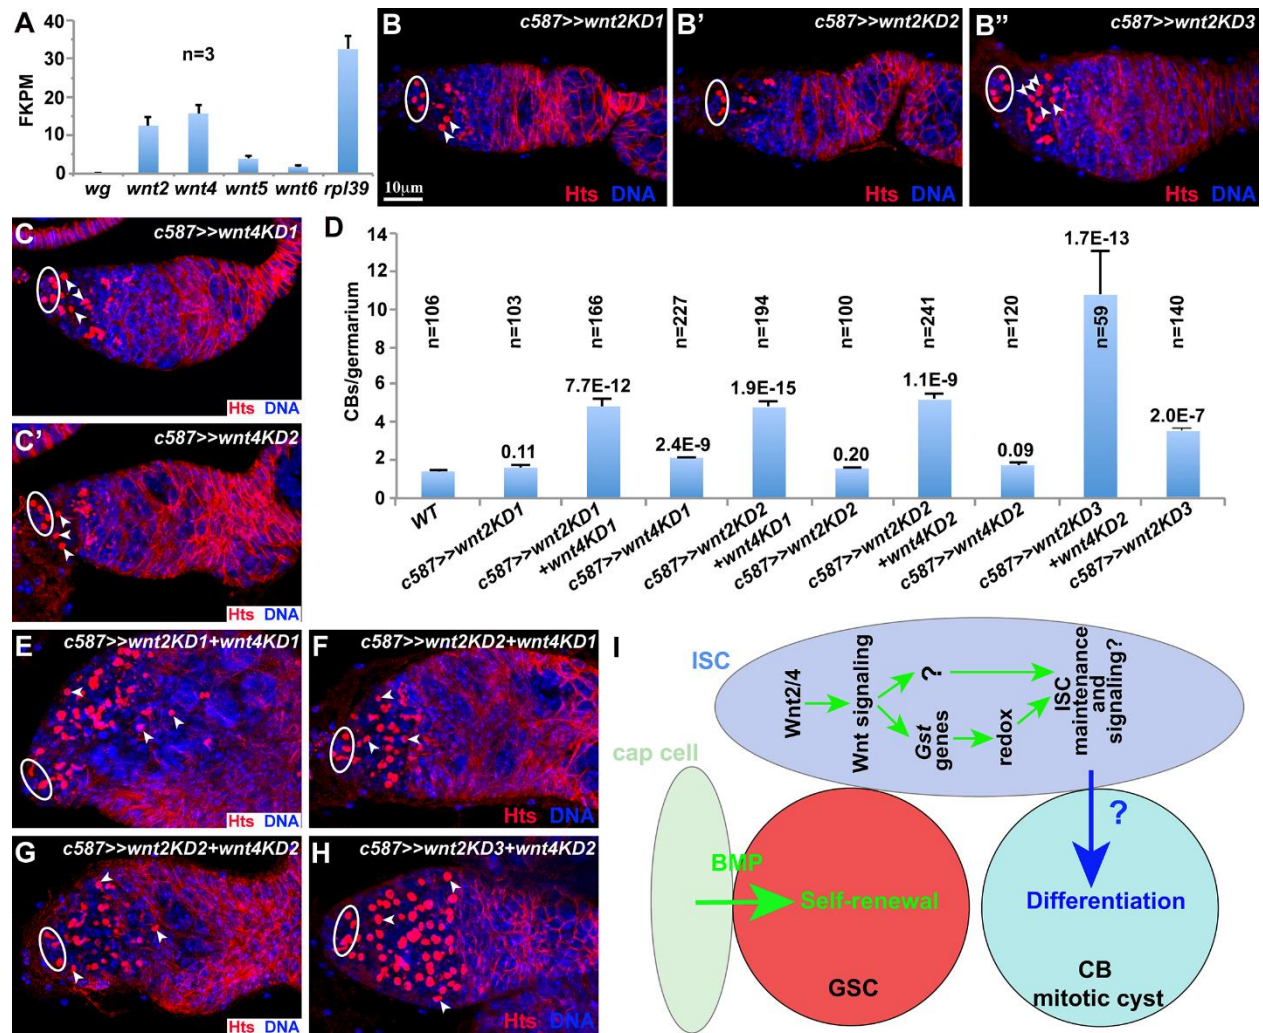 A
FKPM
40
30
20
10
0
n=3
wg wnt2 wnt4 wnt5 wnt6 rpl39
B c587>>wnt2KD1
10μm
Hts DNA
B' c587>>wnt2KD2
Hts DNA
B" c587>>wnt2KD3
Hts DNA
C c587>>wnt4KD1
Hts DNA
C' c587>>wnt4KD2
Hts DNA
D
CBs/germarium
14
12
10
8
6
4
2
0
n=106 n=103 n=166 n=227 n=194 n=100 n=241 n=120 n=59 n=140
0.11 7.7E-12 2.4E-9 1.9E-15 0.20 1.1E-9 0.09 1.7E-13 2.0E-7
WT
c587>>wnt2KD1
c587>>wnt2KD1
+wnt4KD1
c587>>wnt4KD1
c587>>wnt2KD2
+wnt4KD1
c587>>wnt2KD2
c587>>wnt2KD2
+wnt4KD2
c587>>wnt4KD2
c587>>wnt2KD3
+wnt4KD2
c587>>wnt2KD3
E c587>>wnt2KD1+wnt4KD1
Hts DNA
F c587>>wnt2KD2+wnt4KD1
Hts DNA
G c587>>wnt2KD2+wnt4KD2
Hts DNA
H c587>>wnt2KD3+wnt4KD2
Hts DNA
I
ISC
Wnt2/4
Wnt signaling
?
Gst
genes
redox
ISC
maintenance
and
signaling?
cap cell
BMP
Self-renewal
GSC
?
Differentiation
CB
mitotic cyst